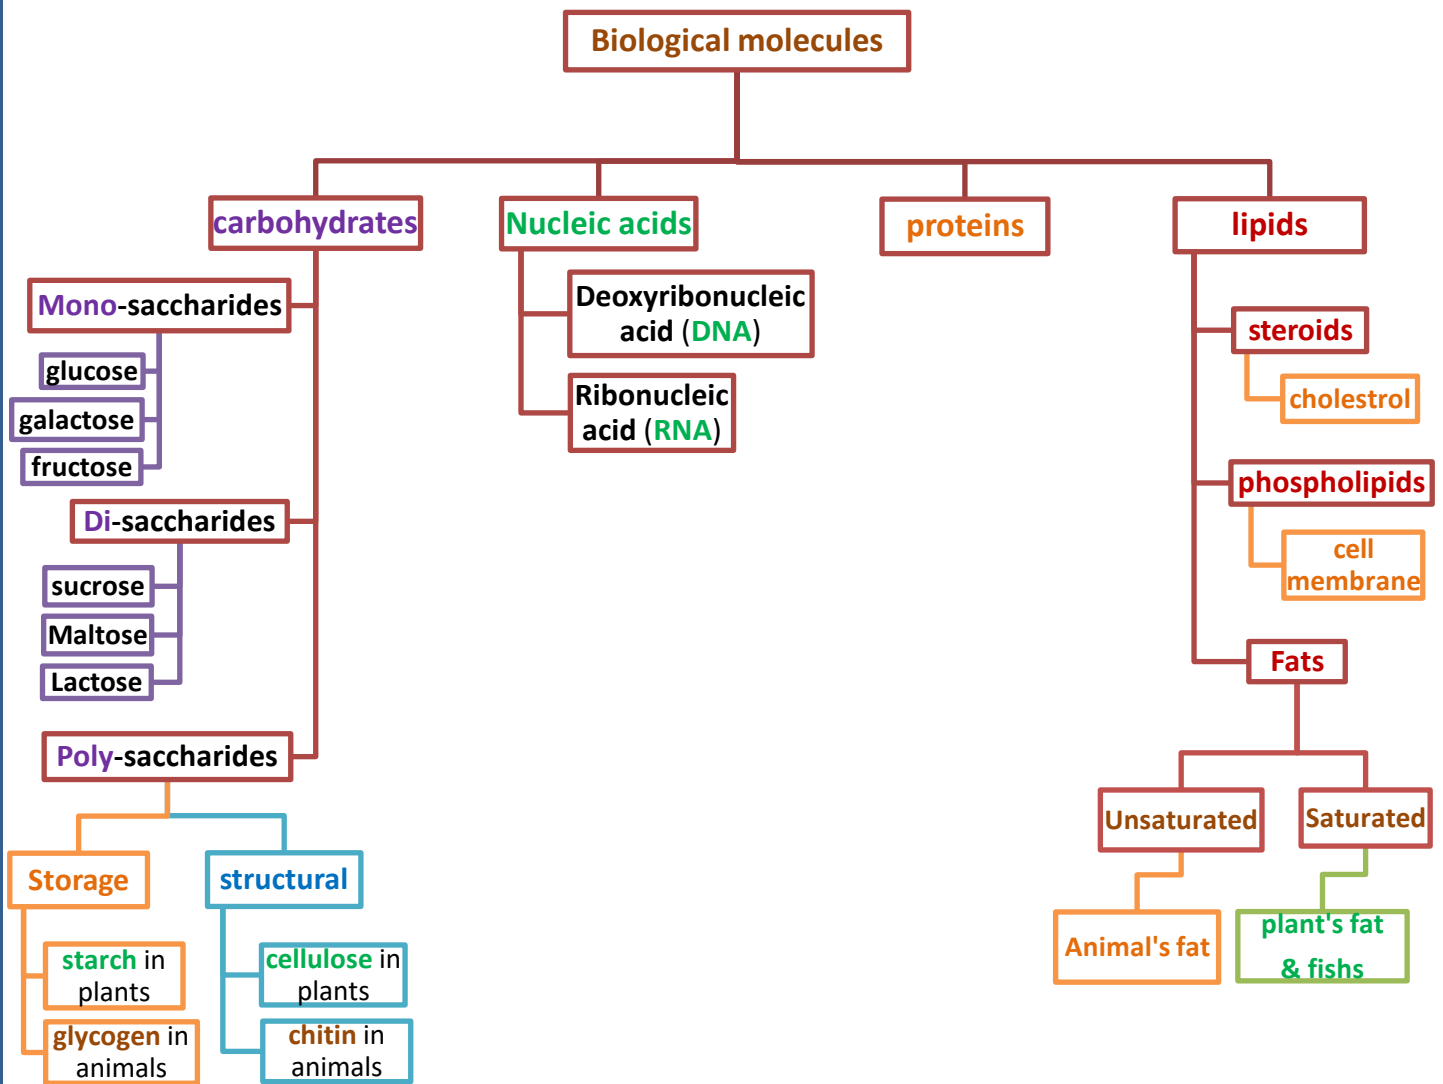 Biological molecules
carbohydrates
Mono-saccharides
glucose
galactose
fructose
Di-saccharides
sucrose
Maltose
Lactose
Poly-saccharides
Storage
starch in
plants
glycogen in
animals
structural
cellulose in
plants
chitin in
animals
Nucleic acids
Deoxyribonucleic
acid (DNA)
Ribonucleic
acid (RNA)
proteins
lipids
steroids
cholestrol
phospholipids
cell
membrane
Fats
Unsaturated
Animal's fat
Saturated
plant's fat
& fishs